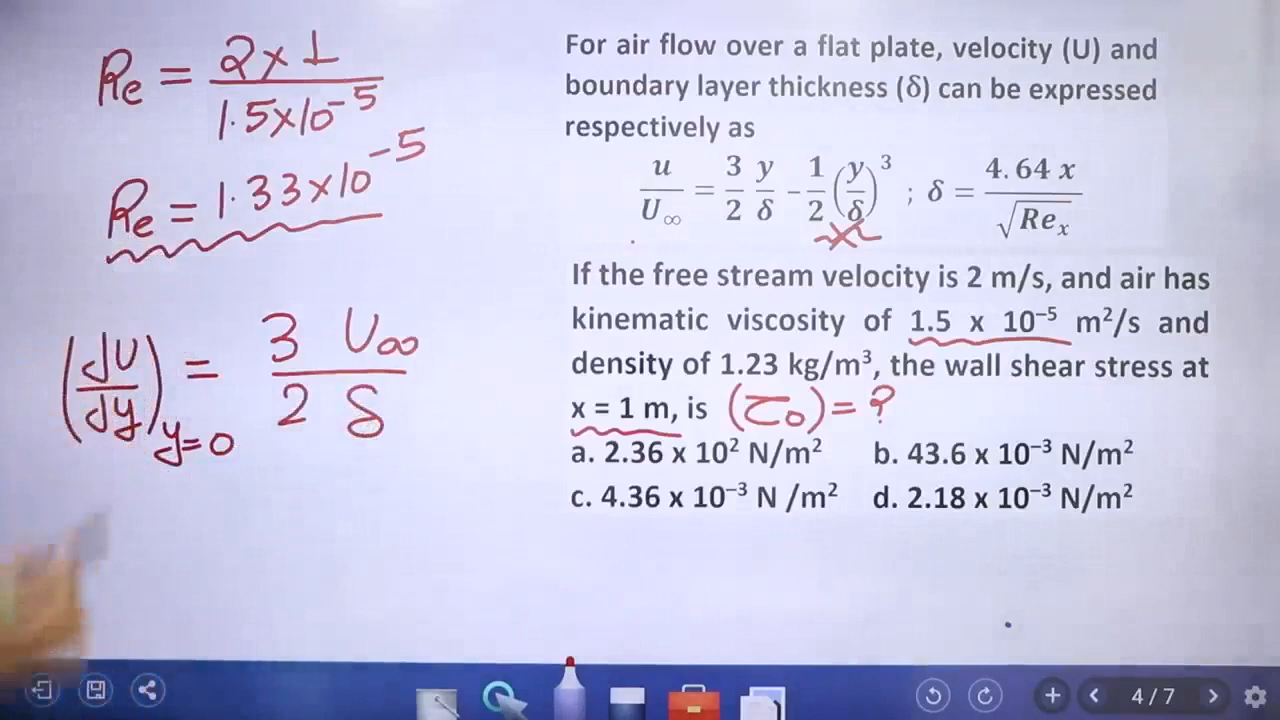 Re = 2×1 / 1.5×10⁻⁵
Re = 1.33×10⁻⁵
(dU/dy)y=0 = 3 U∞ / 2 δ
For air flow over a flat plate, velocity (U) and
boundary layer thickness (δ) can be expressed
respectively as
u/U∞ = 3/2 y/δ − 1/2 (y/δ)³ ; δ = 4.64 x / √Reₓ
If the free stream velocity is 2 m/s, and air has
kinematic viscosity of 1.5 x 10⁻⁵ m²/s and
density of 1.23 kg/m³, the wall shear stress at
x = 1 m, is (τ₀) = ?
a. 2.36 x 10² N/m² b. 43.6 x 10⁻³ N/m²
c. 4.36 x 10⁻³ N /m² d. 2.18 x 10⁻³ N/m²
4 / 7